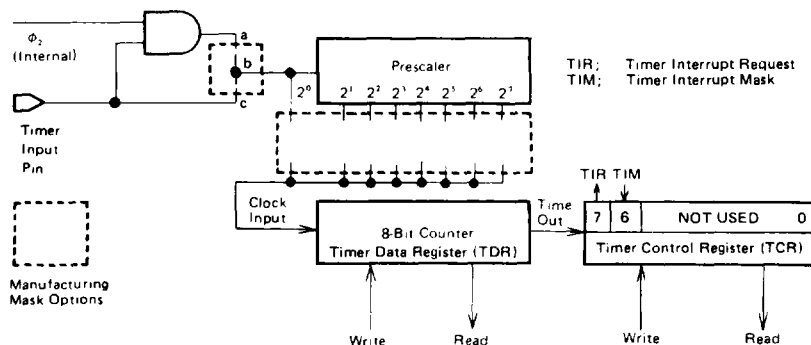 ϕ2
(Internal)
a
b
c
Timer
Input
Pin
Prescaler
2⁰ 2¹ 2² 2³ 2⁴ 2⁵ 2⁶ 2⁷
TIR; Timer Interrupt Request
TIM; Timer Interrupt Mask
Clock
Input
8-Bit Counter
Timer Data Register (TDR)
Time
Out
TIR TIM
7 6 NOT USED 0
Timer Control Register (TCR)
Manufacturing
Mask Options
Write Read
Write Read